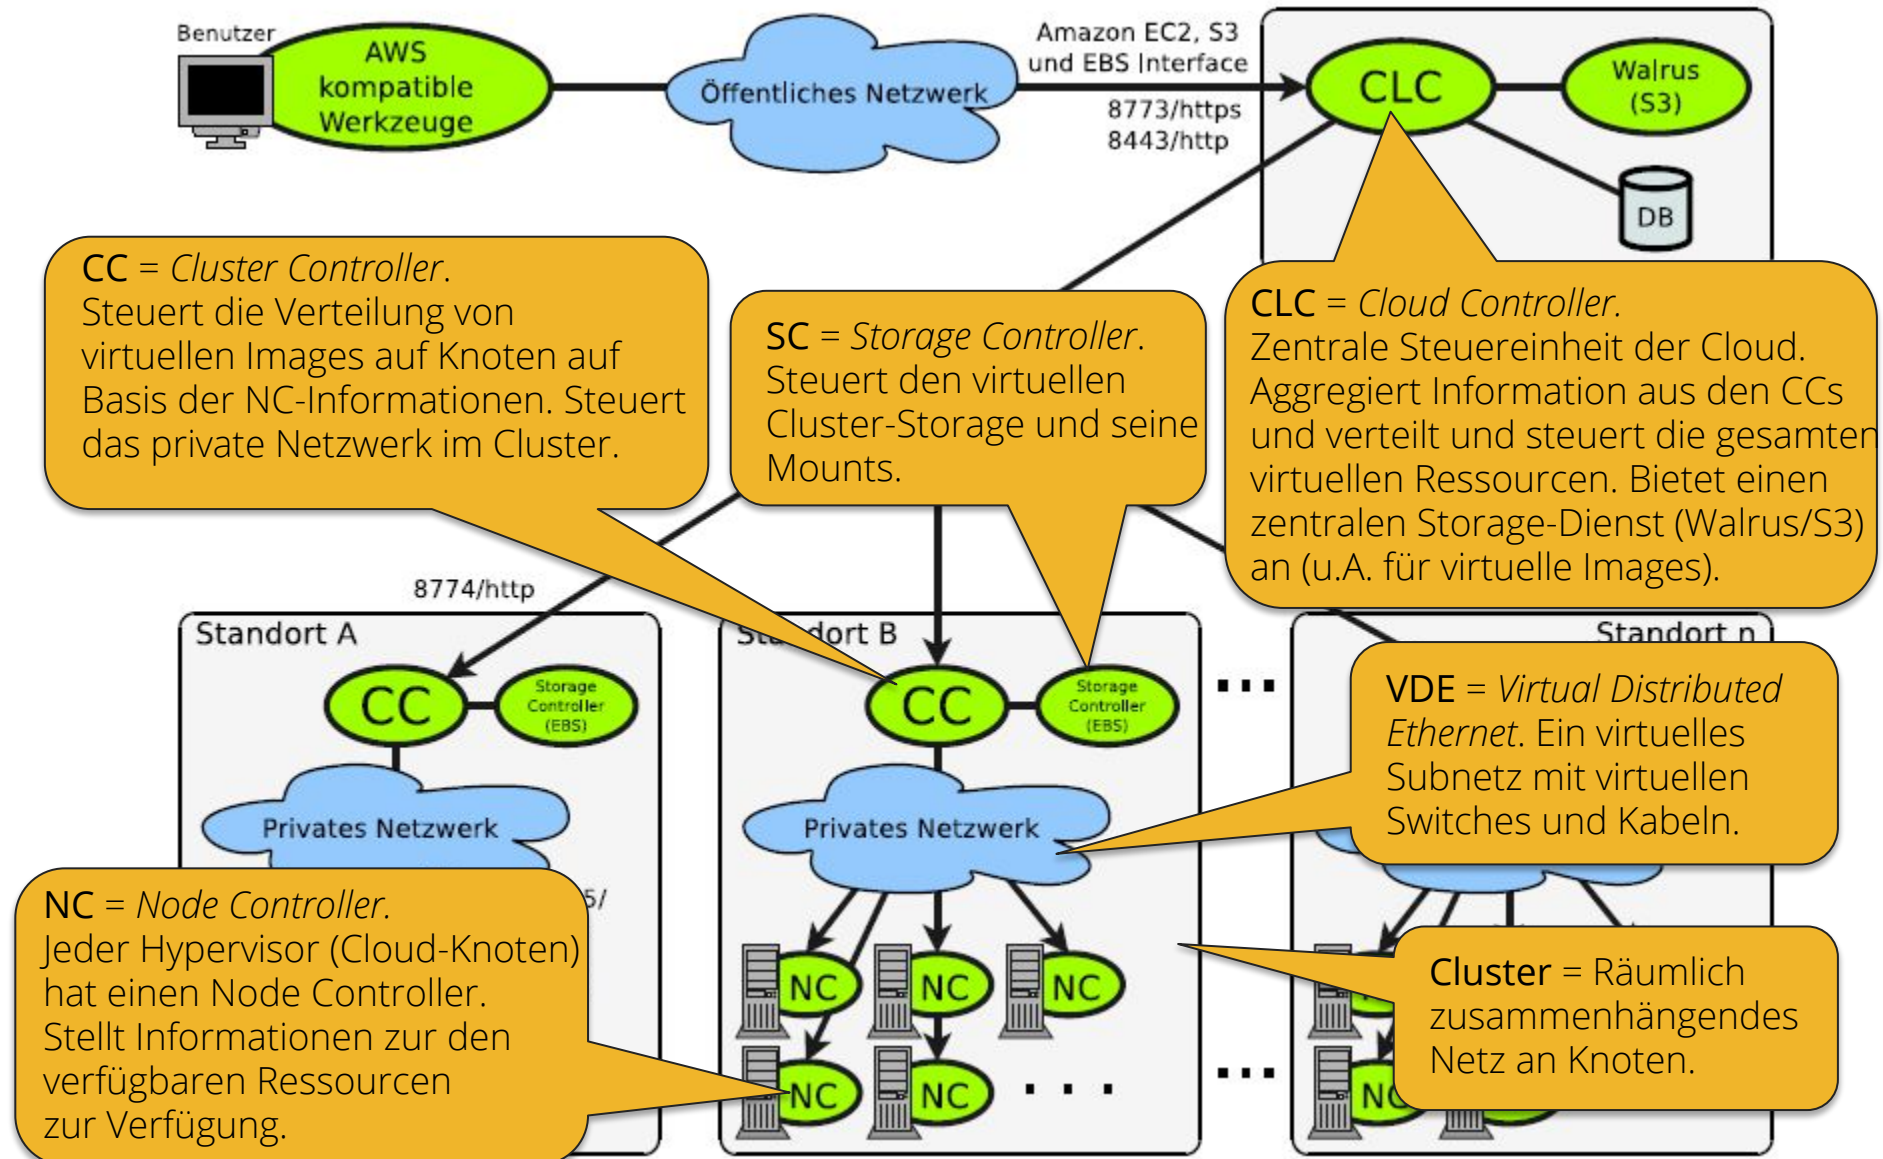 Benutzer
AWS
kompatible
Werkzeuge
Öffentliches Netzwerk
Amazon EC2, S3
und EBS Interface
8773/https
8443/http
CLC
Walrus
(S3)
DB
CC = Cluster Controller.
Steuert die Verteilung von
virtuellen Images auf Knoten auf
Basis der NC-Informationen. Steuert
das private Netzwerk im Cluster.
SC = Storage Controller.
Steuert den virtuellen
Cluster-Storage und seine
Mounts.
CLC = Cloud Controller.
Zentrale Steuereinheit der Cloud.
Aggregiert Information aus den CCs
und verteilt und steuert die gesamten
virtuellen Ressourcen. Bietet einen
zentralen Storage-Dienst (Walrus/S3)
an (u.A. für virtuelle Images).
8774/http
Standort A
CC
Storage
Controller
(EBS)
Privates Netzwerk
5/
Standort B
CC
Storage
Controller
(EBS)
Privates Netzwerk
NC
NC
NC
NC
NC
. . .
...
...
Standort n
VDE = Virtual Distributed
Ethernet. Ein virtuelles
Subnetz mit virtuellen
Switches und Kabeln.
NC = Node Controller.
Jeder Hypervisor (Cloud-Knoten)
hat einen Node Controller.
Stellt Informationen zur den
verfügbaren Ressourcen
zur Verfügung.
Cluster = Räumlich
zusammenhängendes
Netz an Knoten.
NC